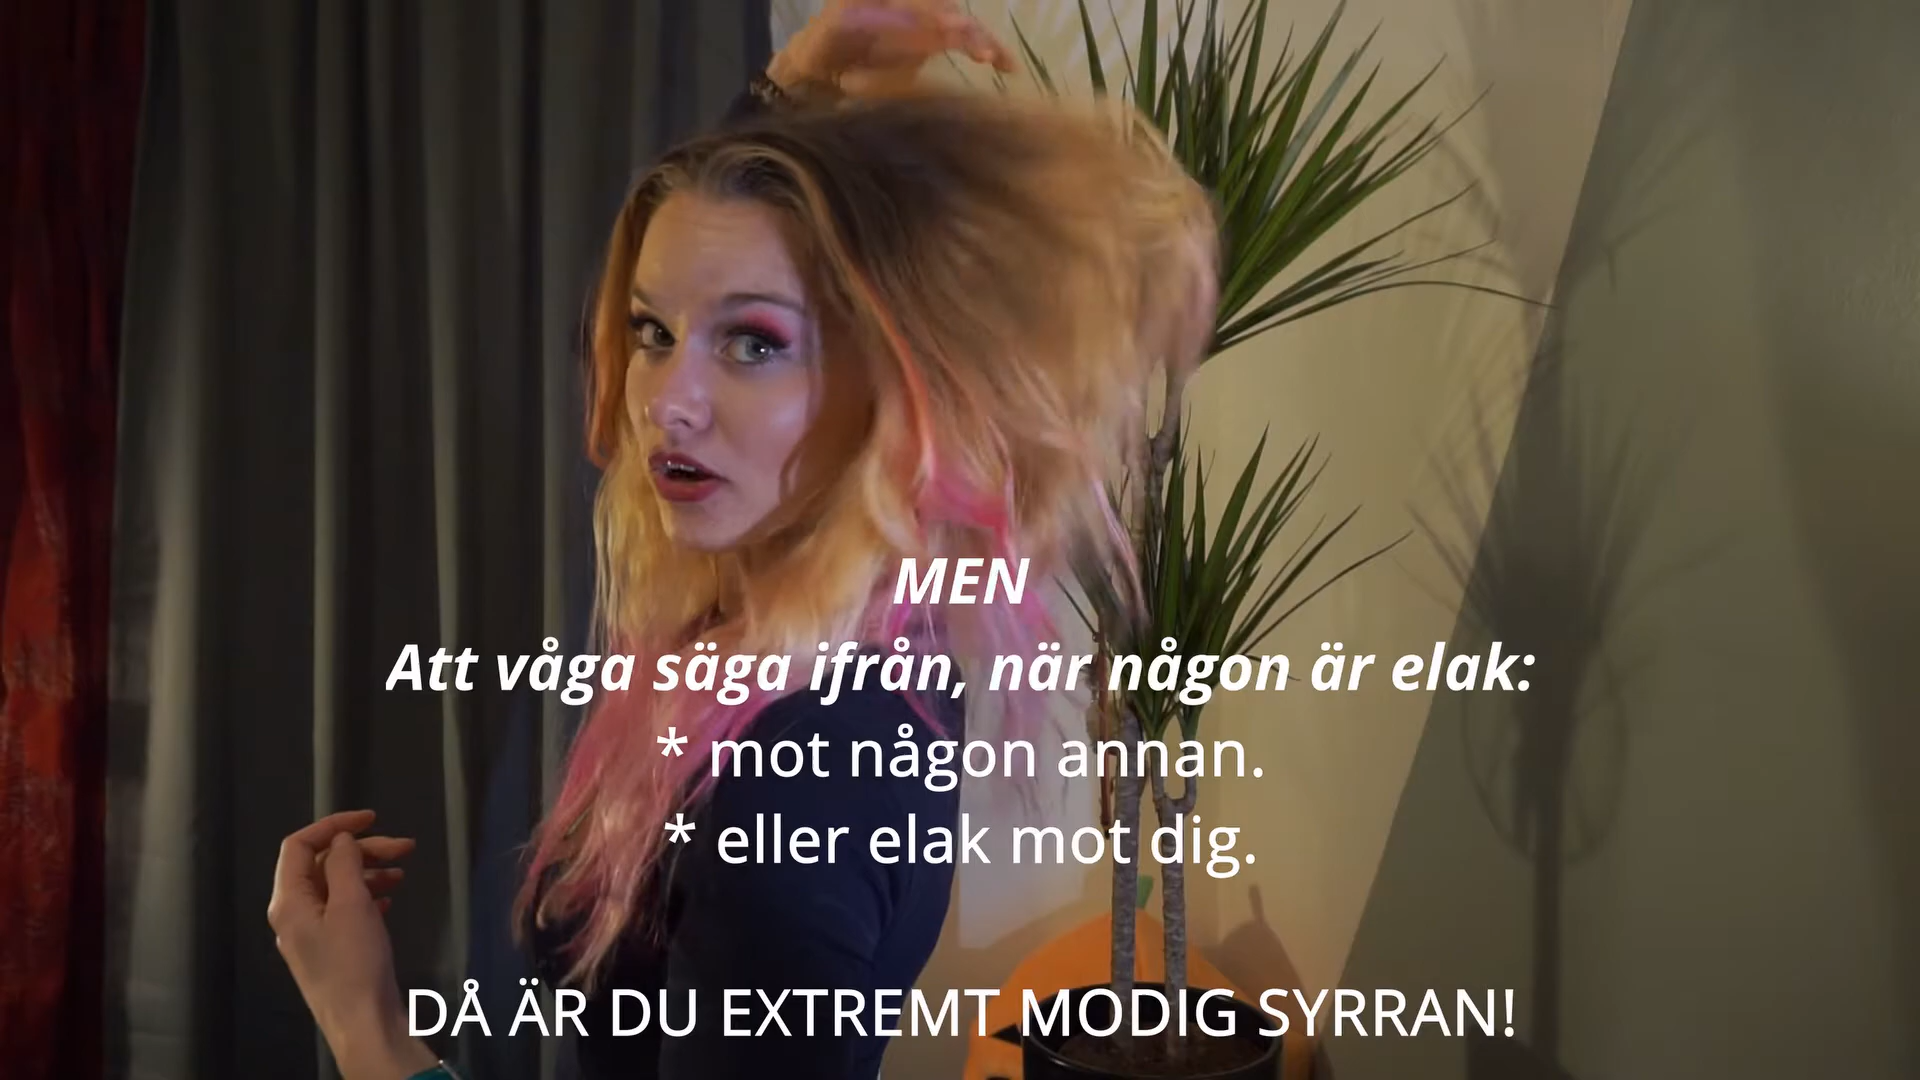 MEN
Att våga säga ifrån, när någon är elak:
* mot någon annan.
* eller elak mot dig.
DÅ ÄR DU EXTREMT MODIG SYRRAN!